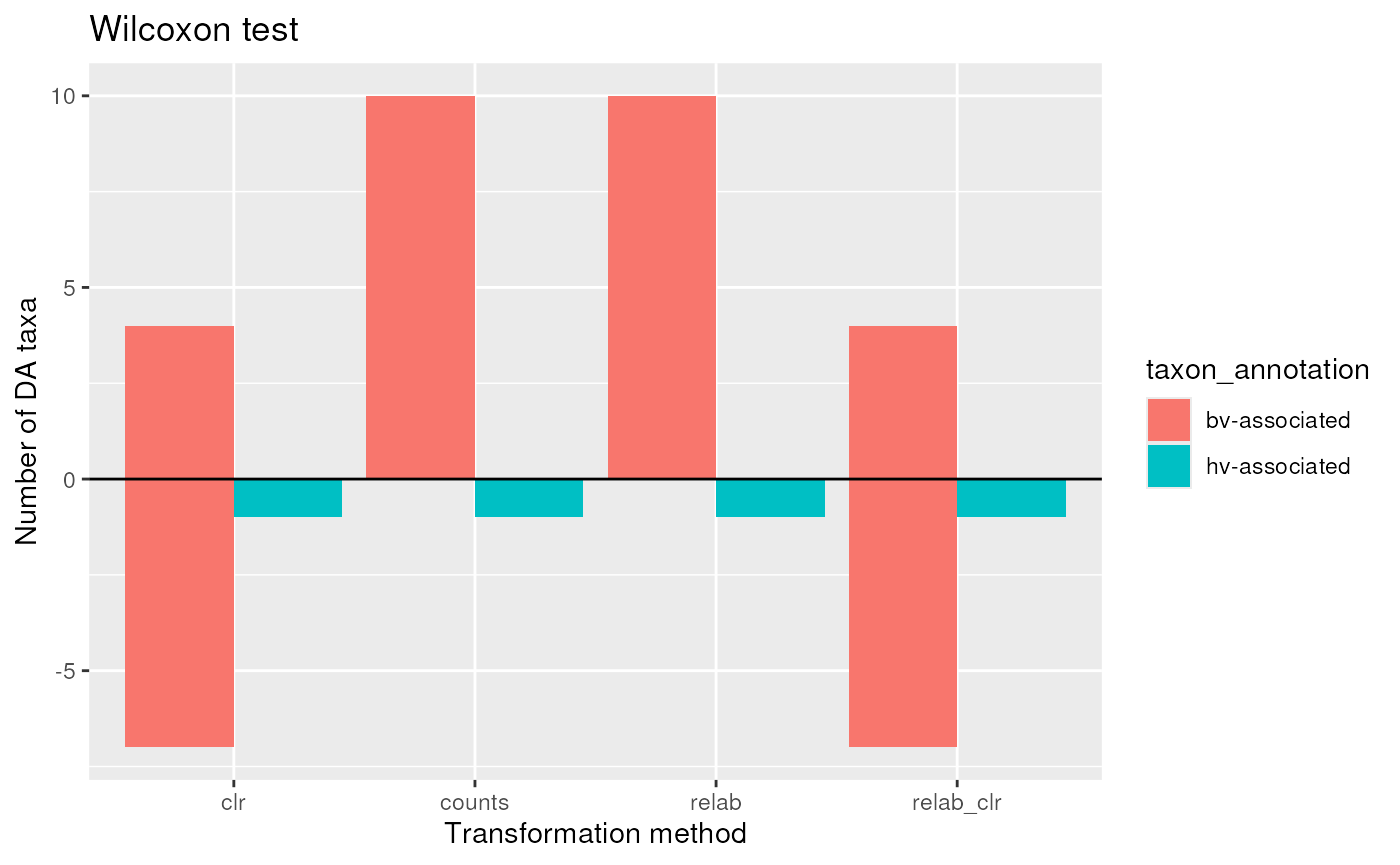 Wilcoxon test
Number of DA taxa
10
5
0
-5
clr
counts
relab
relab_clr
Transformation method
taxon_annotation
bv-associated
hv-associated